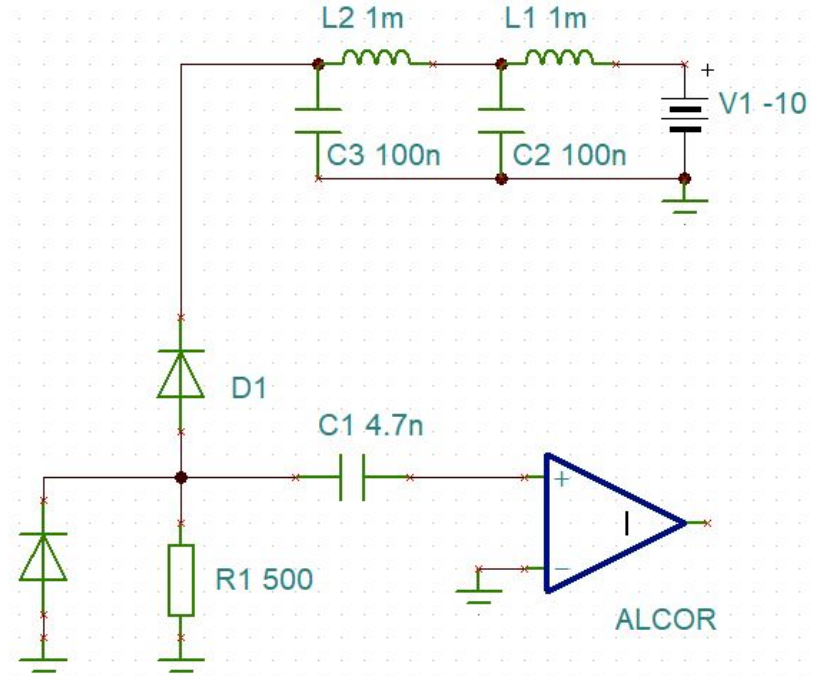 L2 1m L1 1m
+
V1 -10
C3 100n C2 100n
D1
C1 4.7n
+
I
−
R1 500
ALCOR